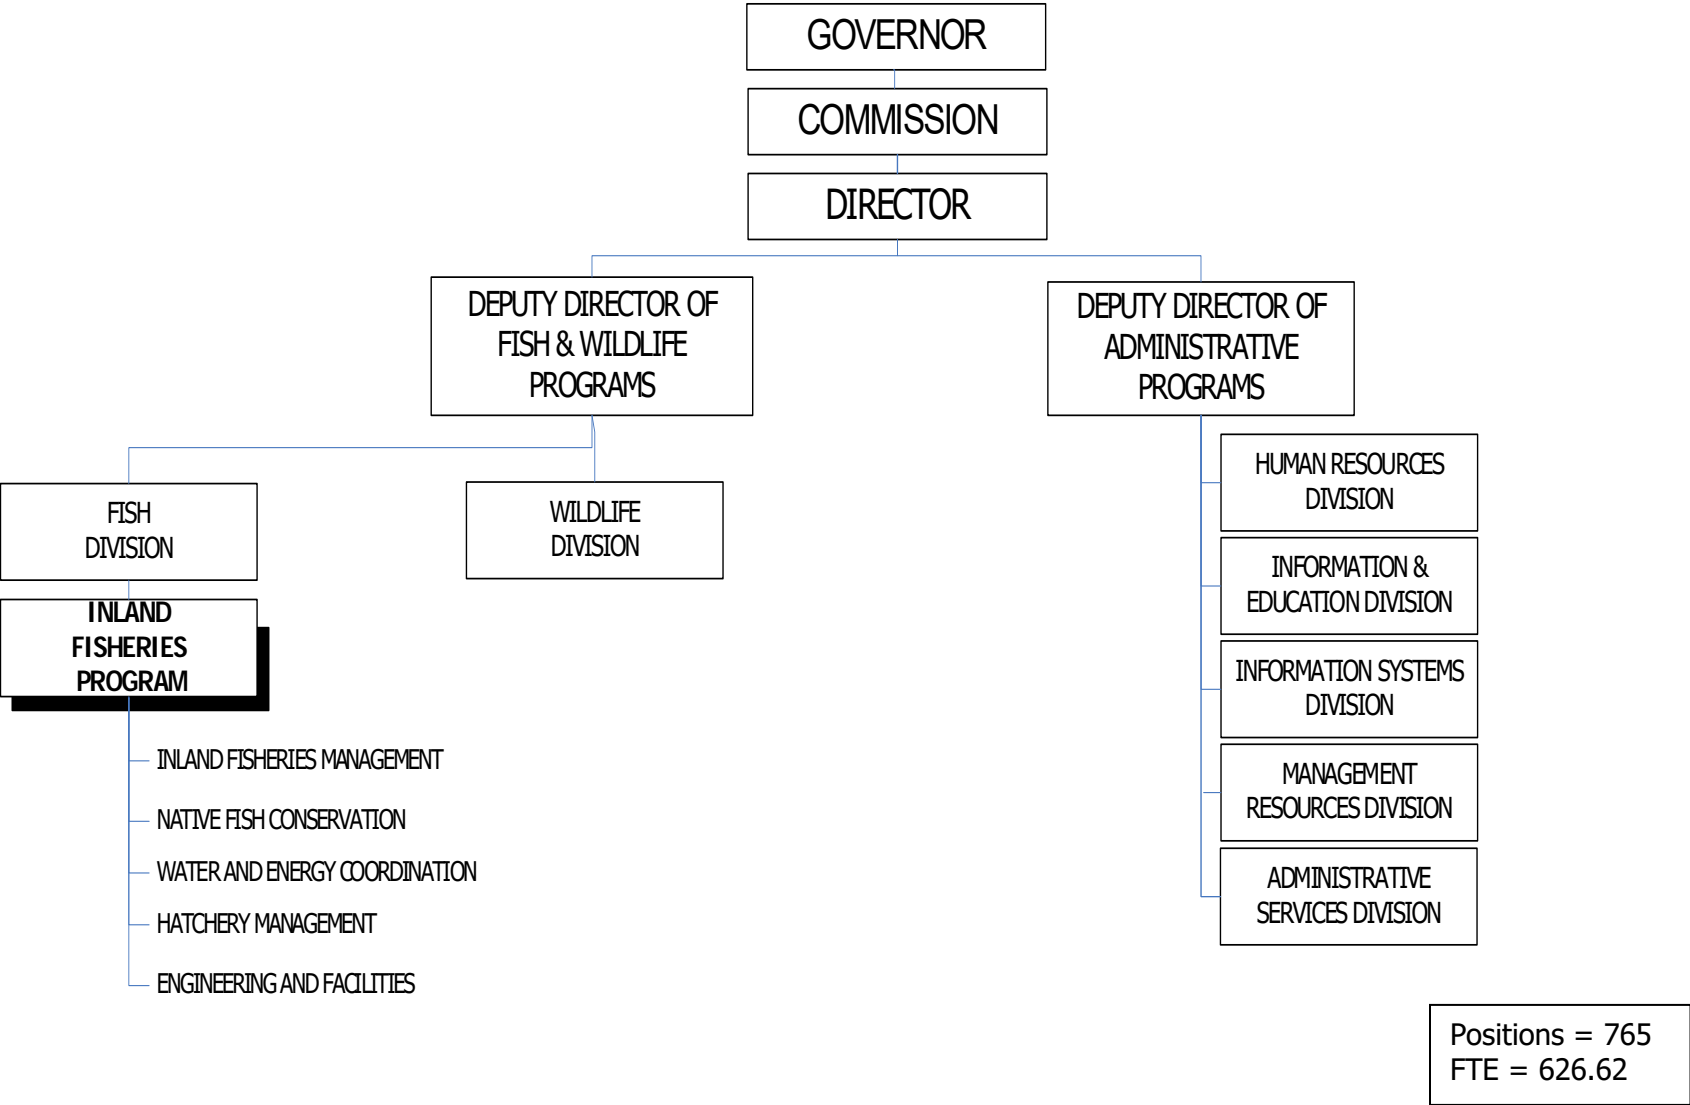 GOVERNOR
COMMISSION
DIRECTOR
DEPUTY DIRECTOR OF
FISH & WILDLIFE
PROGRAMS
DEPUTY DIRECTOR OF
ADMINISTRATIVE
PROGRAMS
FISH
DIVISION
WILDLIFE
DIVISION
INLAND
FISHERIES
PROGRAM
INLAND FISHERIES MANAGEMENT
NATIVE FISH CONSERVATION
WATER AND ENERGY COORDINATION
HATCHERY MANAGEMENT
ENGINEERING AND FACILITIES
HUMAN RESOURCES
DIVISION
INFORMATION &
EDUCATION DIVISION
INFORMATION SYSTEMS
DIVISION
MANAGEMENT
RESOURCES DIVISION
ADMINISTRATIVE
SERVICES DIVISION
Positions = 765
FTE = 626.62